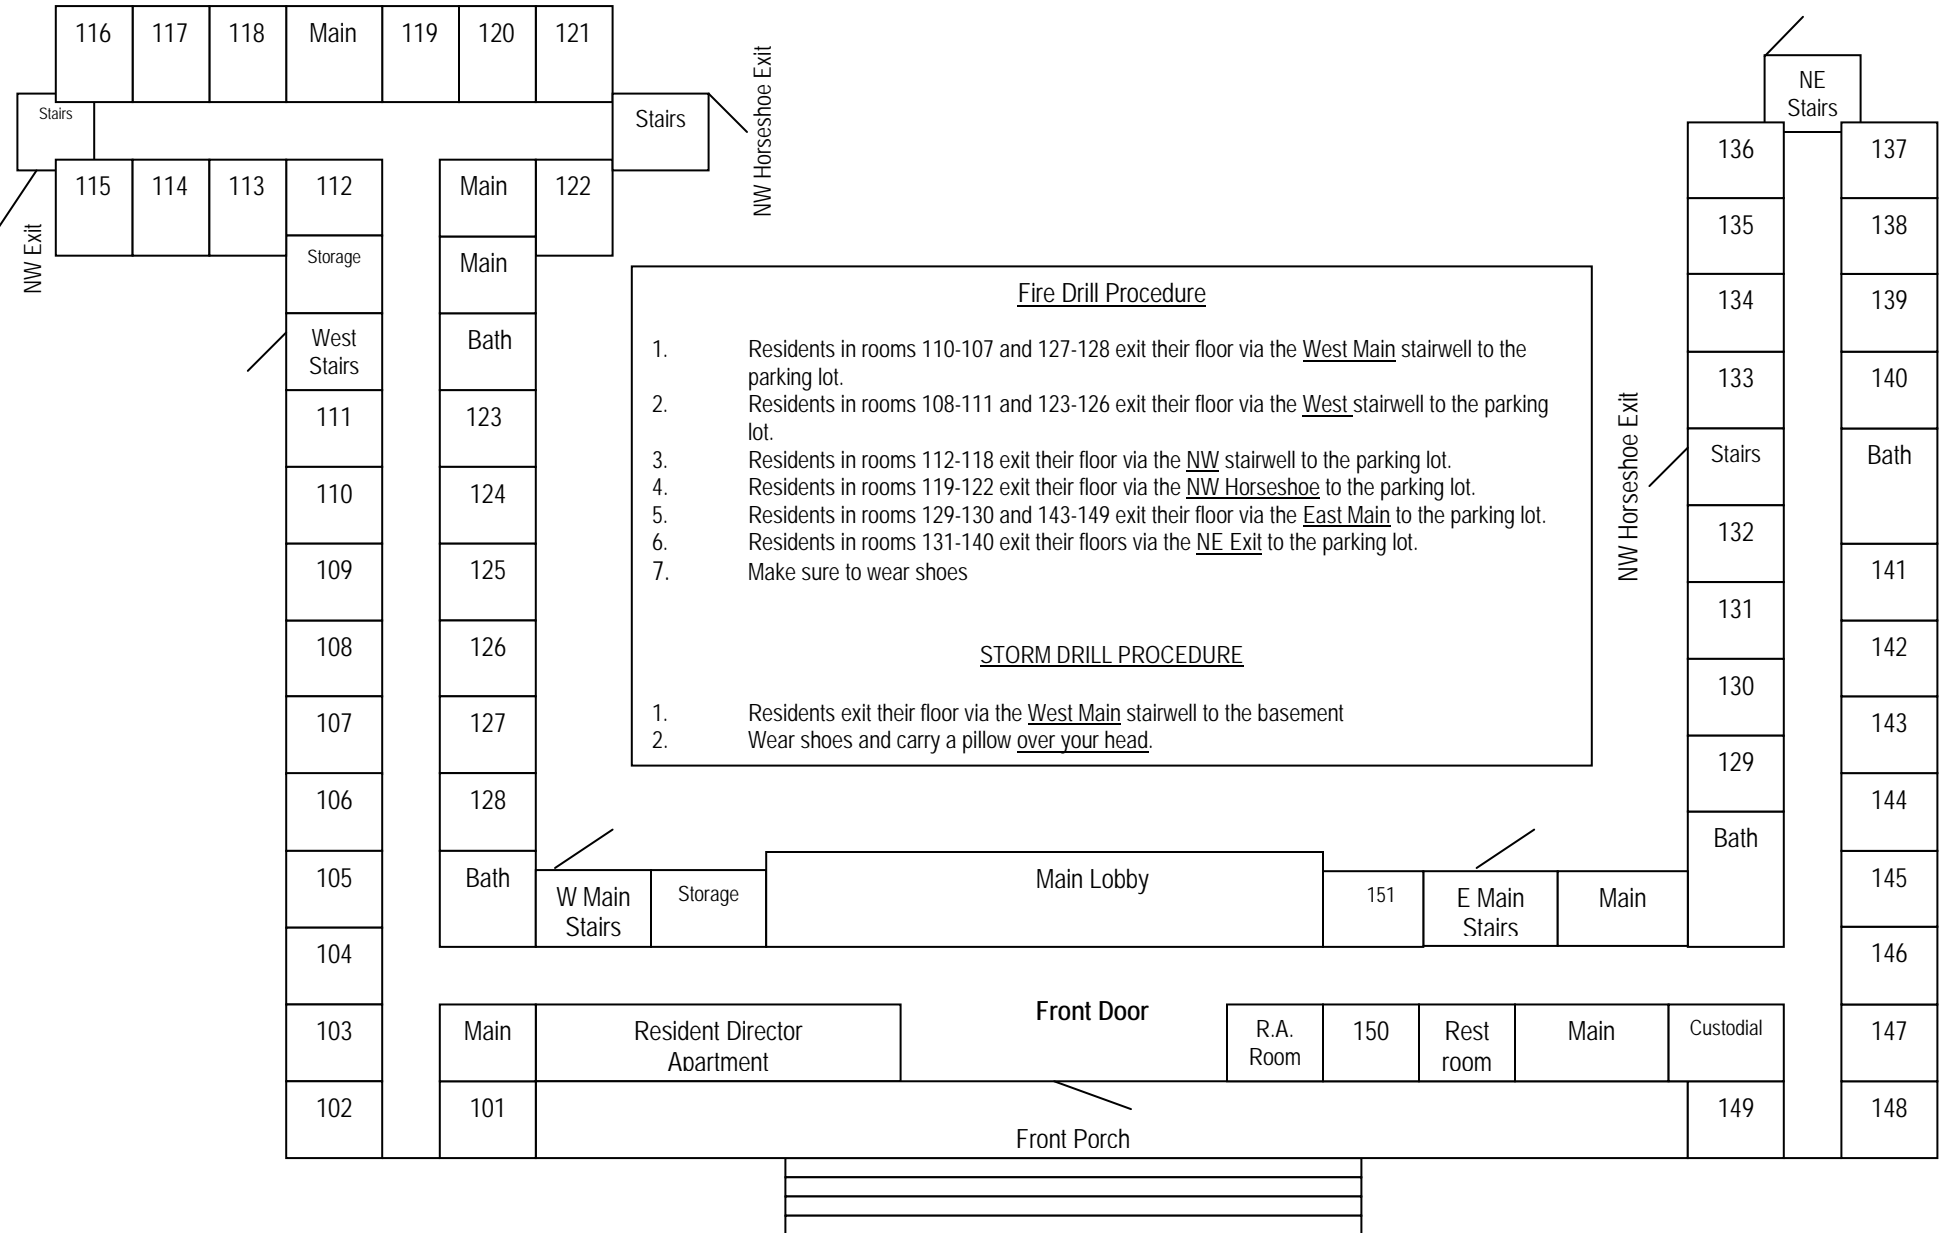 116 117 118 Main 119 120 121
Stairs
Stairs
NW Horseshoe Exit
NW Exit
115 114 113 112 Main 122
Storage
Main
West
Stairs
Bath
111 123
110 124
109 125
108 126
107 127
106 128
105 Bath
104
103 Main
102 101
Fire Drill Procedure
1. Residents in rooms 110-107 and 127-128 exit their floor via the West Main stairwell to the
parking lot.
2. Residents in rooms 108-111 and 123-126 exit their floor via the West stairwell to the parking
lot.
3. Residents in rooms 112-118 exit their floor via the NW stairwell to the parking lot.
4. Residents in rooms 119-122 exit their floor via the NW Horseshoe to the parking lot.
5. Residents in rooms 129-130 and 143-149 exit their floor via the East Main to the parking lot.
6. Residents in rooms 131-140 exit their floors via the NE Exit to the parking lot.
7. Make sure to wear shoes
STORM DRILL PROCEDURE
1. Residents exit their floor via the West Main stairwell to the basement
2. Wear shoes and carry a pillow over your head.
NE
Stairs
136 137
135 138
134 139
133 140
NW Horseshoe Exit
Stairs Bath
132 141
131 142
130 143
129 144
Bath 145
146
147
148
W Main
Stairs
Storage
Main Lobby
151
E Main
Stairs
Main
Resident Director
Apartment
Front Door
R.A.
Room
150
Rest
room
Main
Custodial
149
Front Porch